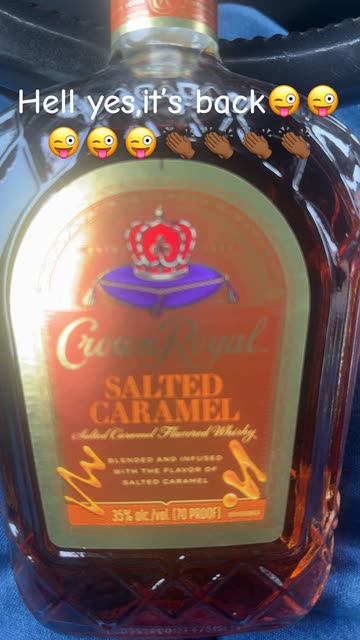 Hell yes,it's back😜😜
😜😜😜👏🏾👏🏾👏🏾👏🏾
Crown Royal
SALTED
CARAMEL
Salted Caramel Flavored Whisky
BLENDED AND INFUSED
WITH THE FLAVOR OF
SALTED CARAMEL
35% alc./vol. (70 PROOF)